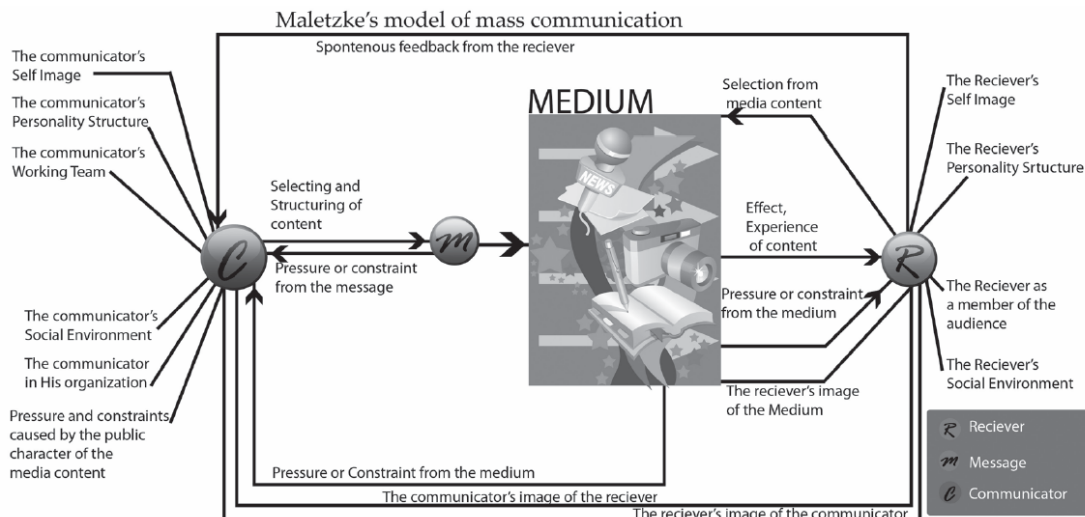 Maletzke's model of mass communication
Spontenous feedback from the reciever
The communicator's
Self Image
The communicator's
Personality Structure
The communicator's
Working Team
Selecting and
Structuring of
content
C
m
Pressure or constraint
from the message
The communicator's
Social Environment
The communicator
in His organization
Pressure and constraints
caused by the public
character of the
media content
MEDIUM
NEWS
Selection from
media content
Effect,
Experience
of content
Pressure or constraint
from the medium
The reciever's image
of the Medium
R
The Reciever's
Self Image
The Reciever's
Personality Srtucture
The Reciever as
a member of the
audience
The Reciever's
Social Environment
Pressure or Constraint from the medium
The communicator's image of the reciever
The reciever's image of the communicator
R Reciever
m Message
C Communicator